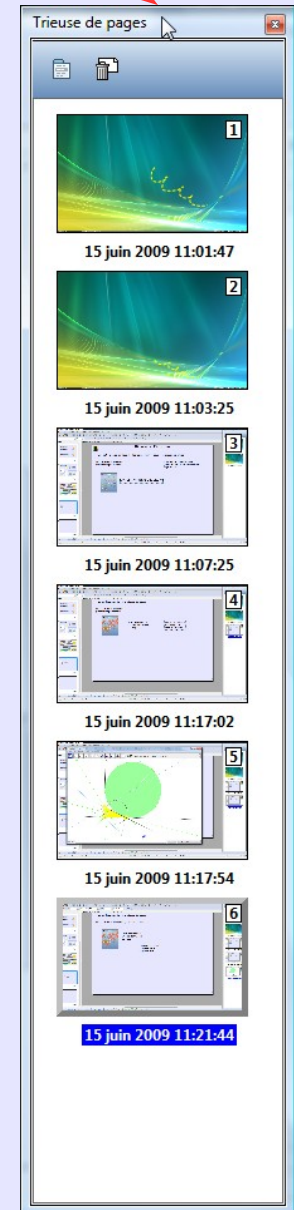 Trieuse de pages
1
15 juin 2009 11:01:47
2
15 juin 2009 11:03:25
3
15 juin 2009 11:07:25
4
15 juin 2009 11:17:02
5
15 juin 2009 11:17:54
6
15 juin 2009 11:21:44